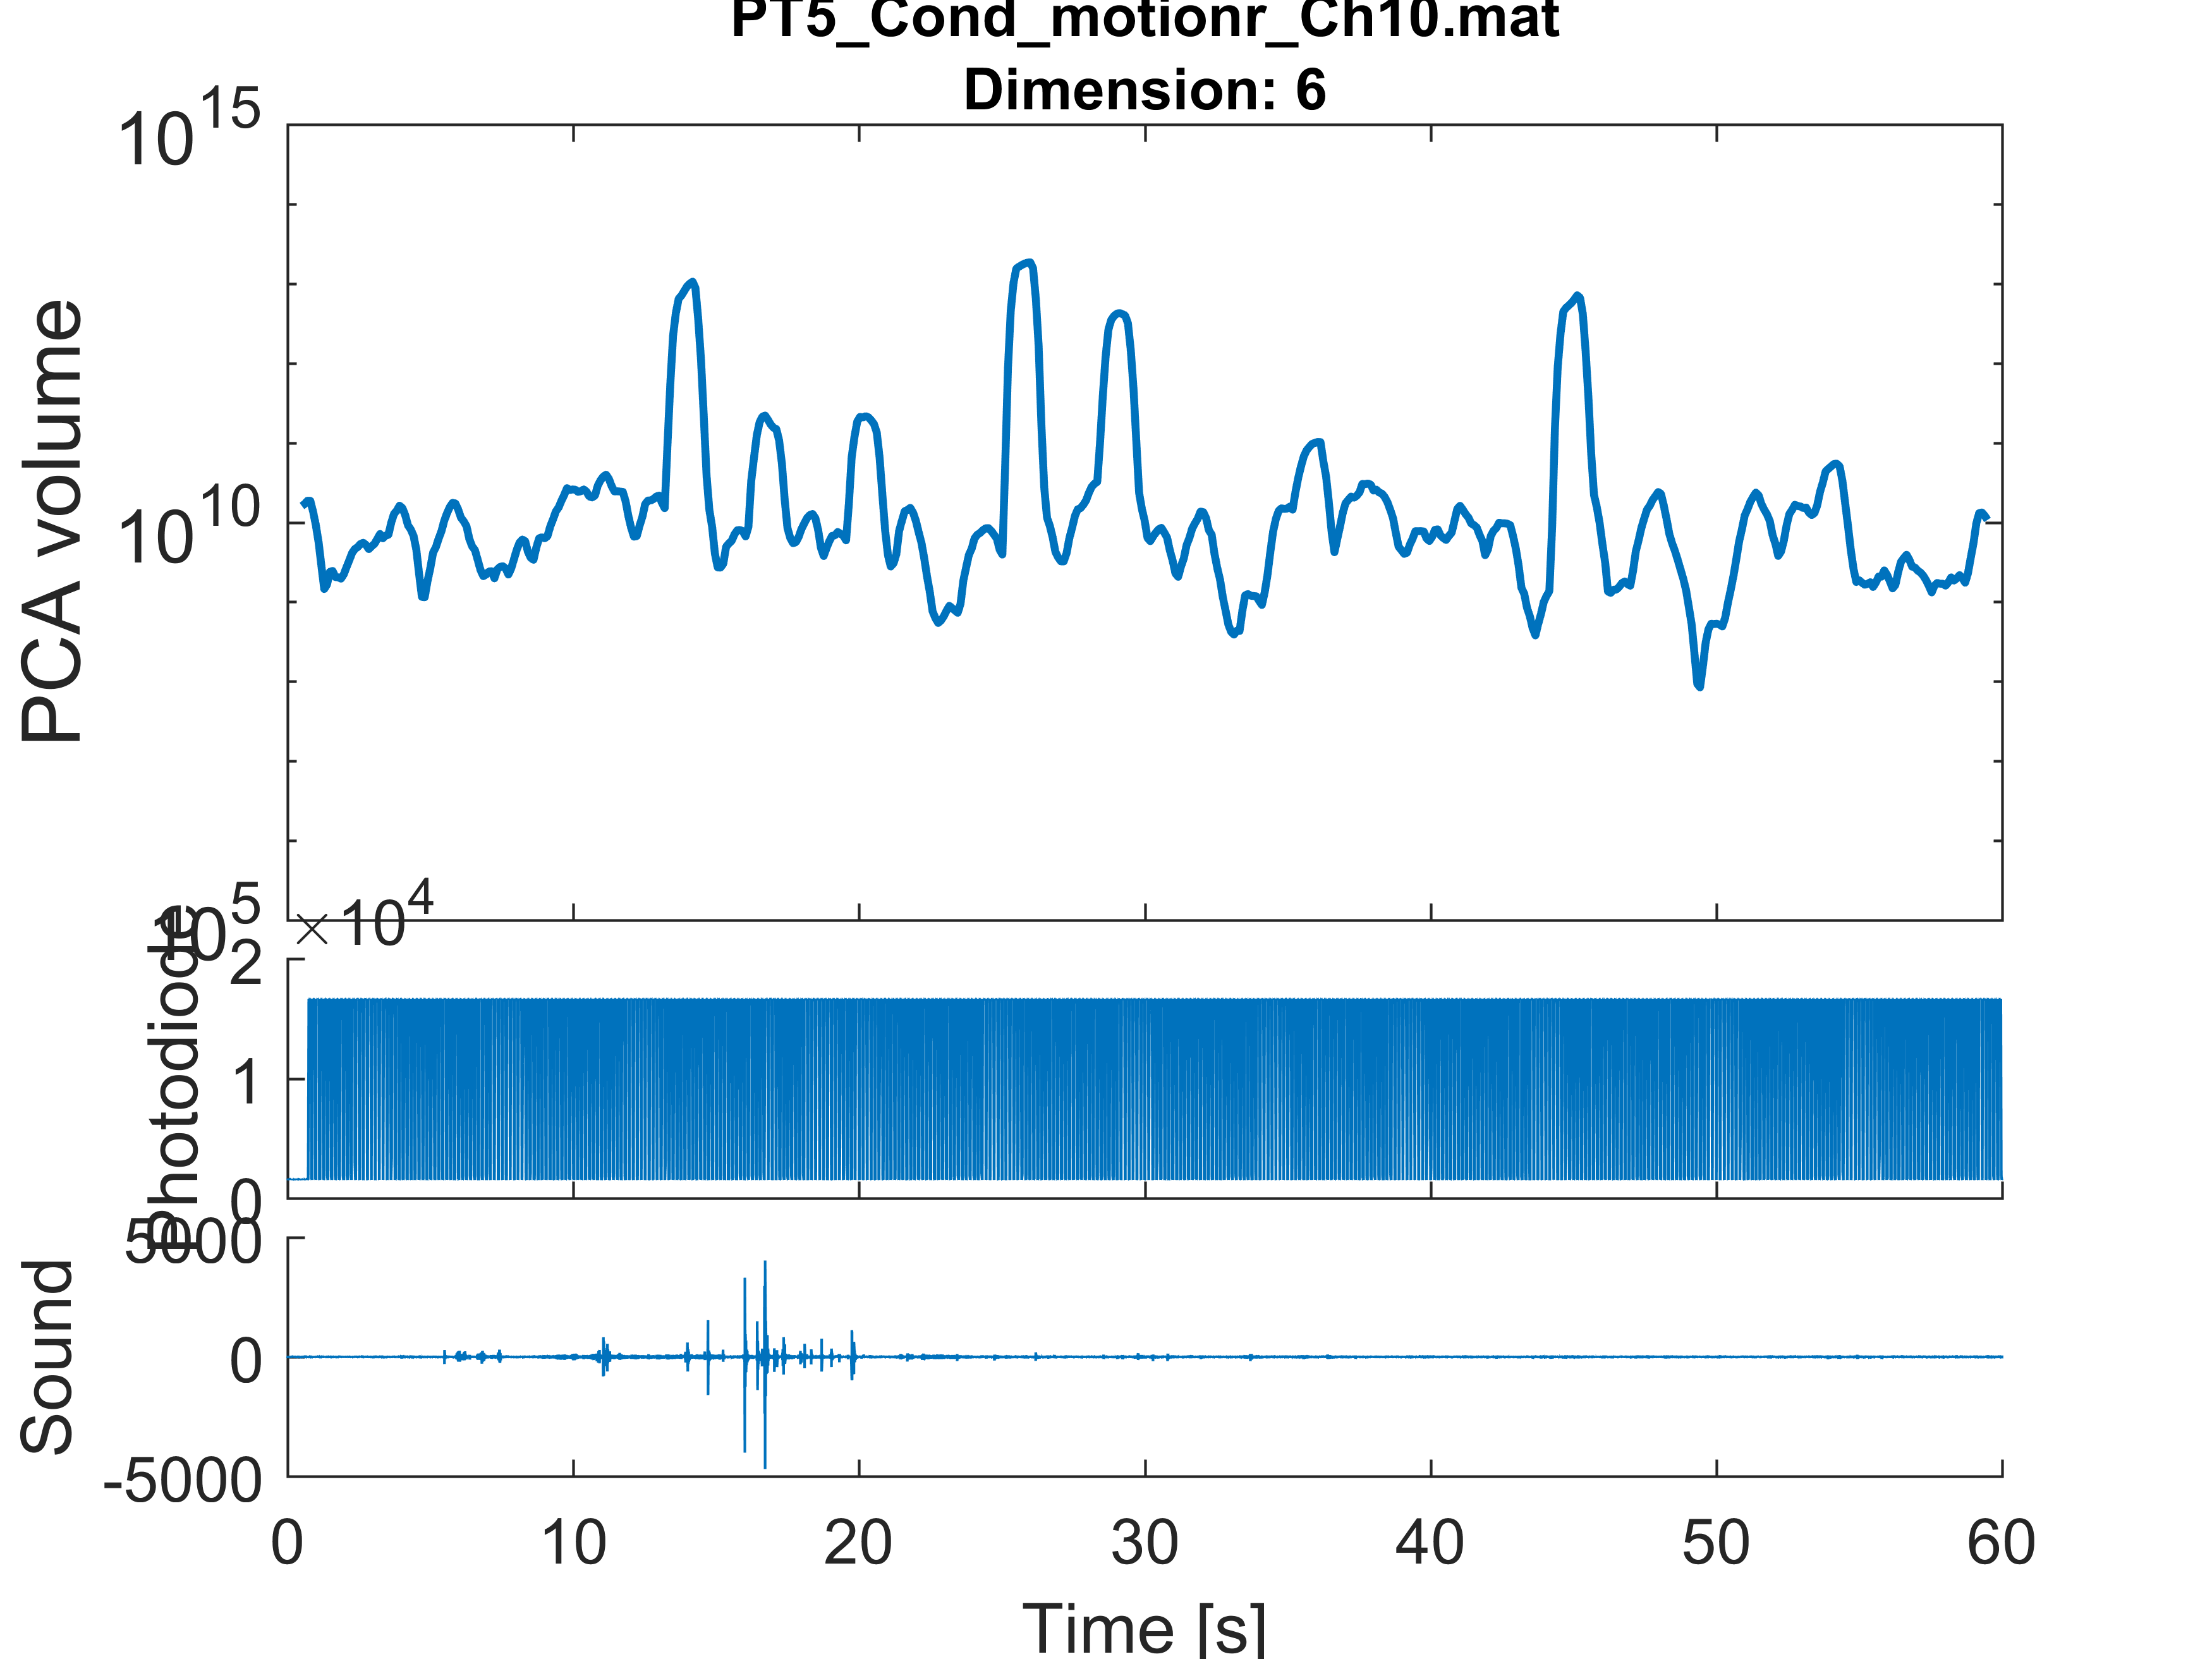 PT5_Cond_motionr_Ch10.mat
Dimension: 6
10^15
10^10
10^5
PCA volume
×10^4
2
1
0
Photodiode
5000
0
-5000
Sound
0 10 20 30 40 50 60
Time [s]